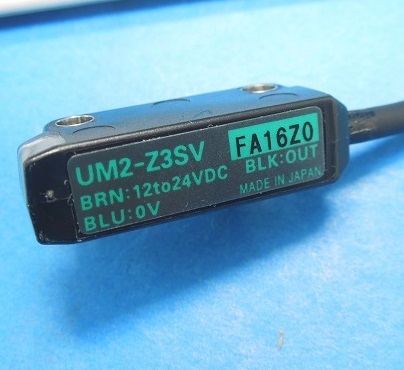 UM2-Z3SV FA16Z0
BRN:12to24VDC BLK:OUT
BLU:0V MADE IN JAPAN